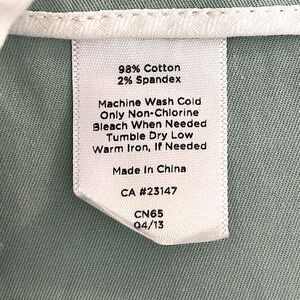 98% Cotton
2% Spandex
Machine Wash Cold
Only Non-Chlorine
Bleach When Needed
Tumble Dry Low
Warm Iron, If Needed
Made In China
CA #23147
CN65
04/13